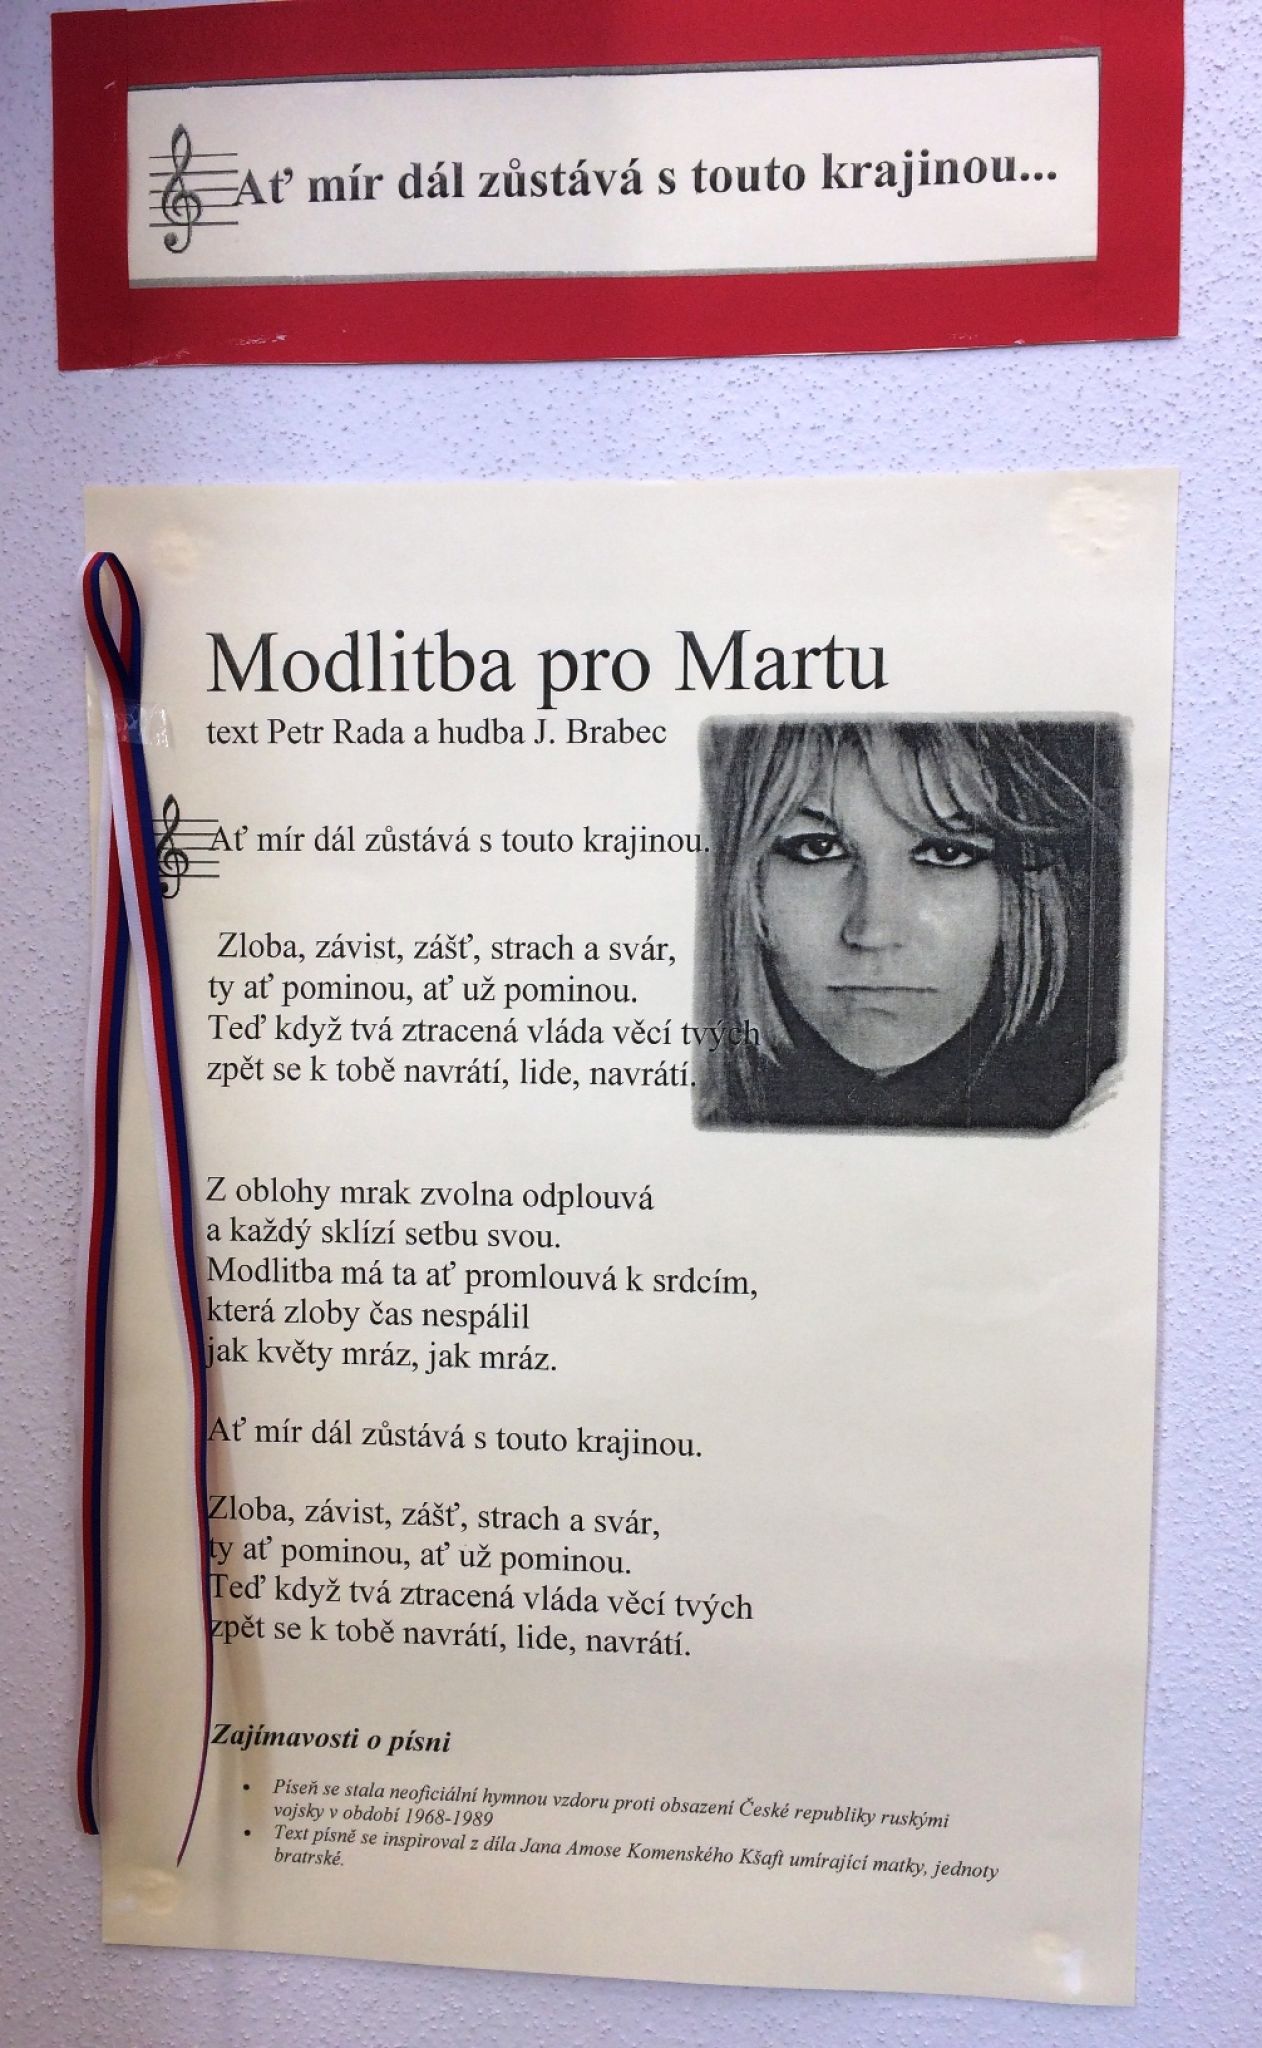 Ať mír dál zůstává s touto krajinou...
Modlitba pro Martu
text Petr Rada a hudba J. Brabec
Ať mír dál zůstává s touto krajinou.
Zloba, závist, zášť, strach a svár,
ty ať pominou, ať už pominou.
Teď když tvá ztracená vláda věcí tvých
zpět se k tobě navrátí, lide, navrátí.
Z oblohy mrak zvolna odplouvá
a každý sklízí setbu svou.
Modlitba má ta ať promlouvá k srdcím,
která zloby čas nespálil
jak květy mráz, jak mráz.
Ať mír dál zůstává s touto krajinou.
Zloba, závist, zášť, strach a svár,
ty ať pominou, ať už pominou.
Teď když tvá ztracená vláda věcí tvých
zpět se k tobě navrátí, lide, navrátí.
Zajímavosti o písni
• Píseň se stala neoficiální hymnou vzdoru proti obsazení České republiky ruskými
vojsky v období 1968-1989
• Text písně se inspiroval z díla Jana Amose Komenského Kšaft umírající matky, jednoty
bratrské.